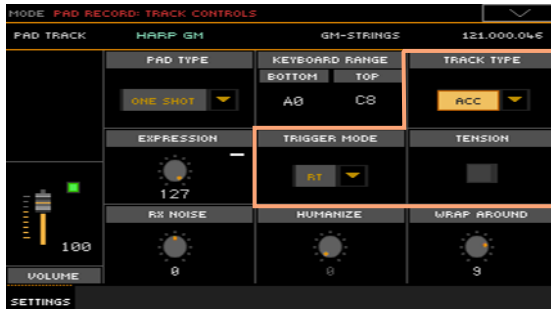 MODE PAD RECORD: TRACK CONTROLS
PAD TRACK HARP GM GM-STRINGS 121.000.046
PAD TYPE KEYBOARD RANGE TRACK TYPE
BOTTOM TOP
ONE SHOT A0 C8 ACC
EXPRESSION TRIGGER MODE TENSION
RT
127
RX NOISE HUMANIZE WRAP AROUND
100
VOLUME 0 0 9
SETTINGS